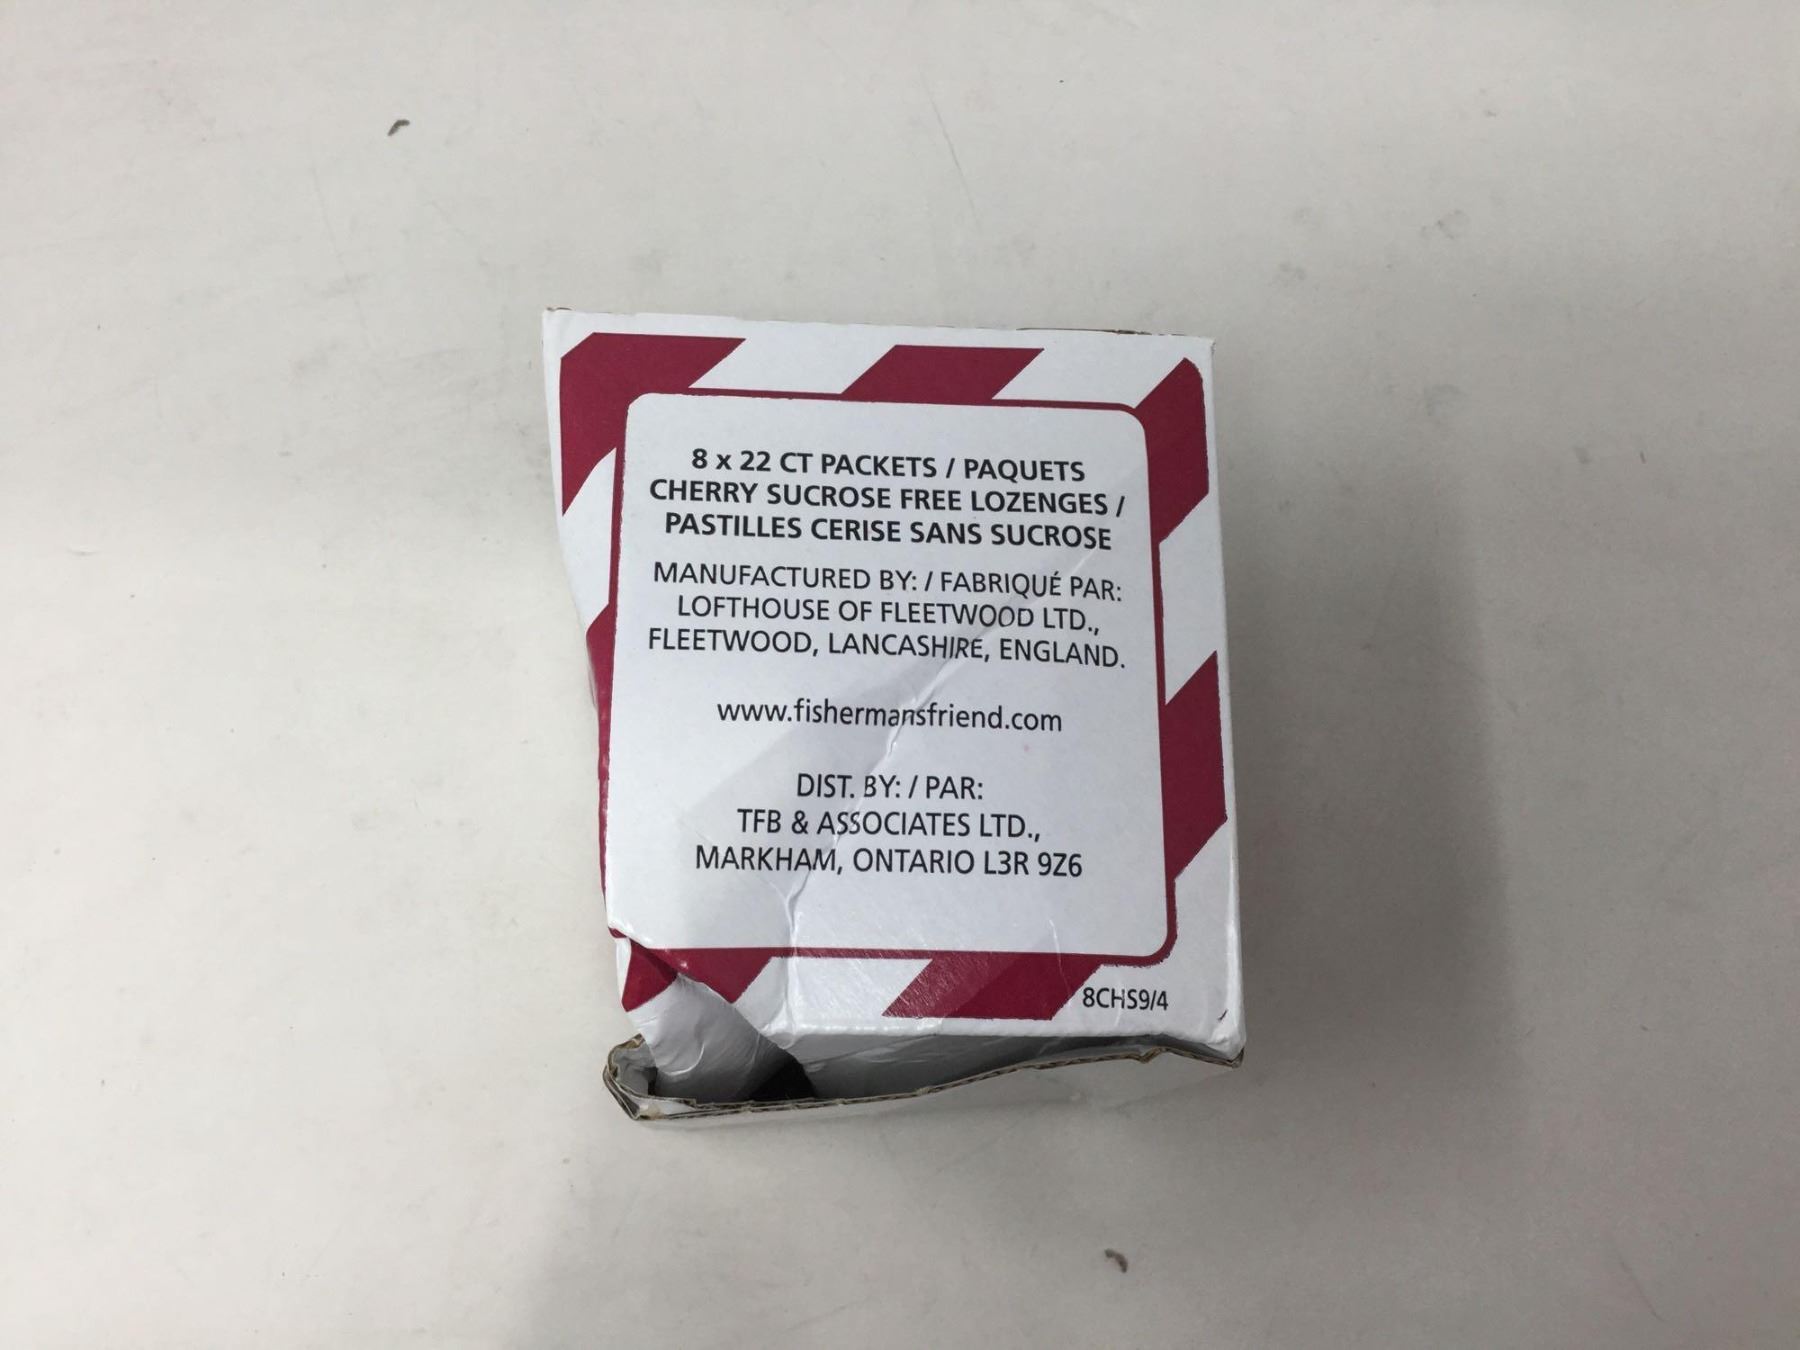 8 x 22 CT PACKETS / PAQUETS
CHERRY SUCROSE FREE LOZENGES /
PASTILLES CERISE SANS SUCROSE
MANUFACTURED BY: / FABRIQUÉ PAR:
LOFTHOUSE OF FLEETWOOD LTD.,
FLEETWOOD, LANCASHIRE, ENGLAND.
www.fishermansfriend.com
DIST. BY: / PAR:
TFB & ASSOCIATES LTD.,
MARKHAM, ONTARIO L3R 9Z6
8CHS9/4